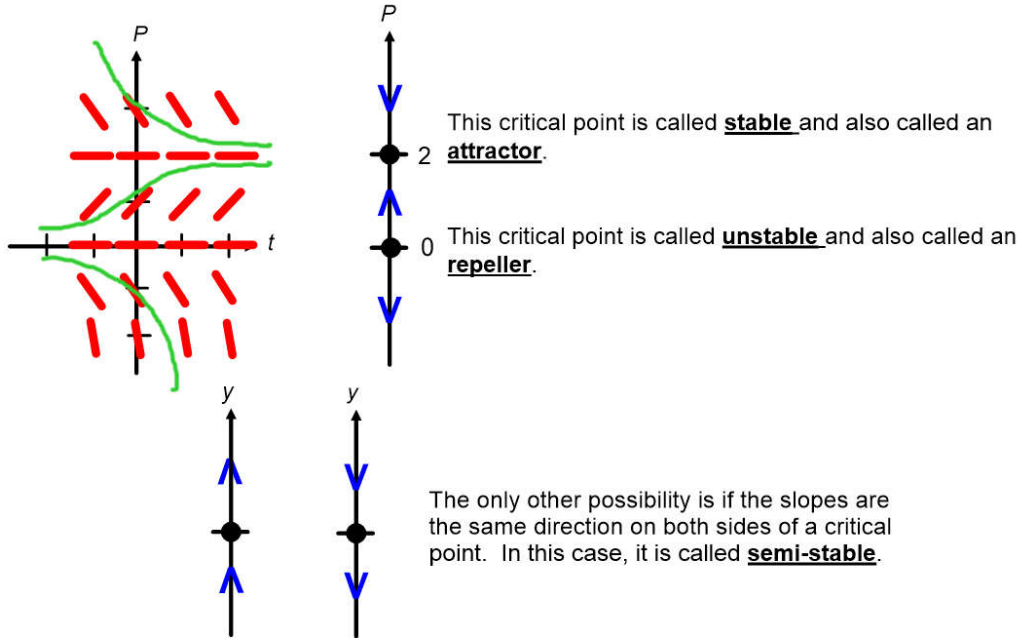 P
t
P
2
0
This critical point is called stable and also called an
attractor.
This critical point is called unstable and also called an
repeller.
y
y
The only other possibility is if the slopes are
the same direction on both sides of a critical
point. In this case, it is called semi-stable.